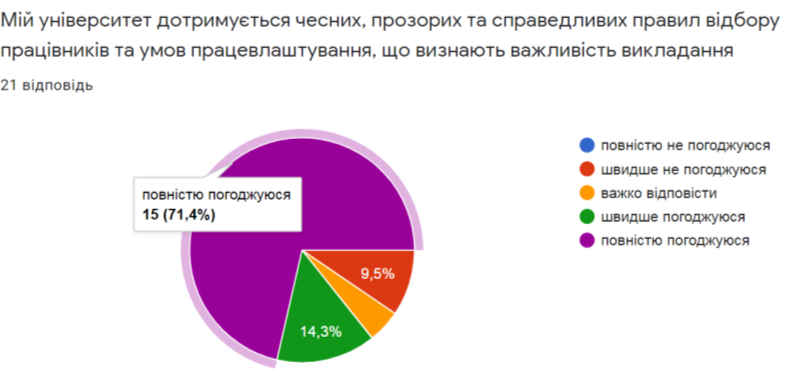 Мій університет дотримується чесних, прозорих та справедливих правил відбору
працівників та умов працевлаштування, що визнають важливість викладання
21 відповідь
повністю не погоджуюся
швидше не погоджуюся
важко відповісти
швидше погоджуюся
повністю погоджуюся
повністю погоджуюся
15 (71,4%)
9,5%
14,3%